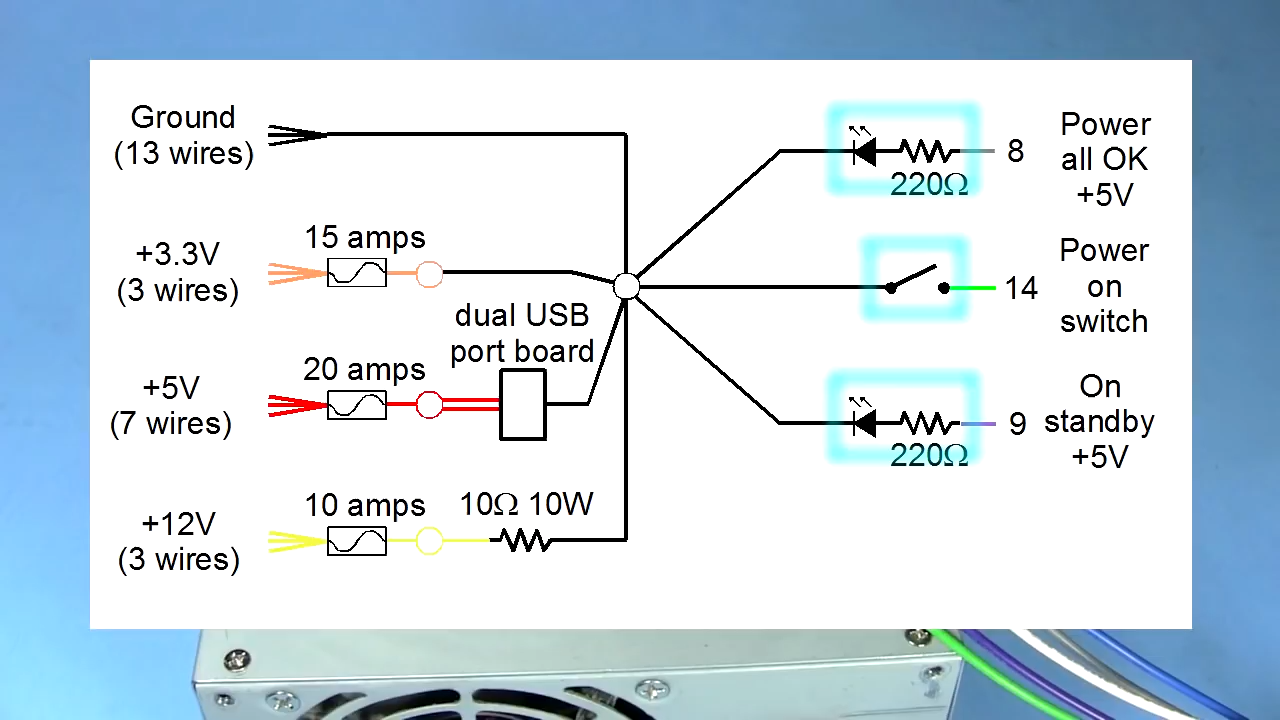 Ground
(13 wires)
+3.3V
(3 wires)
15 amps
dual USB
port board
+5V
(7 wires)
20 amps
+12V
(3 wires)
10 amps
10Ω 10W
220Ω
8
Power
all OK
+5V
14
Power
on
switch
220Ω
9
On
standby
+5V